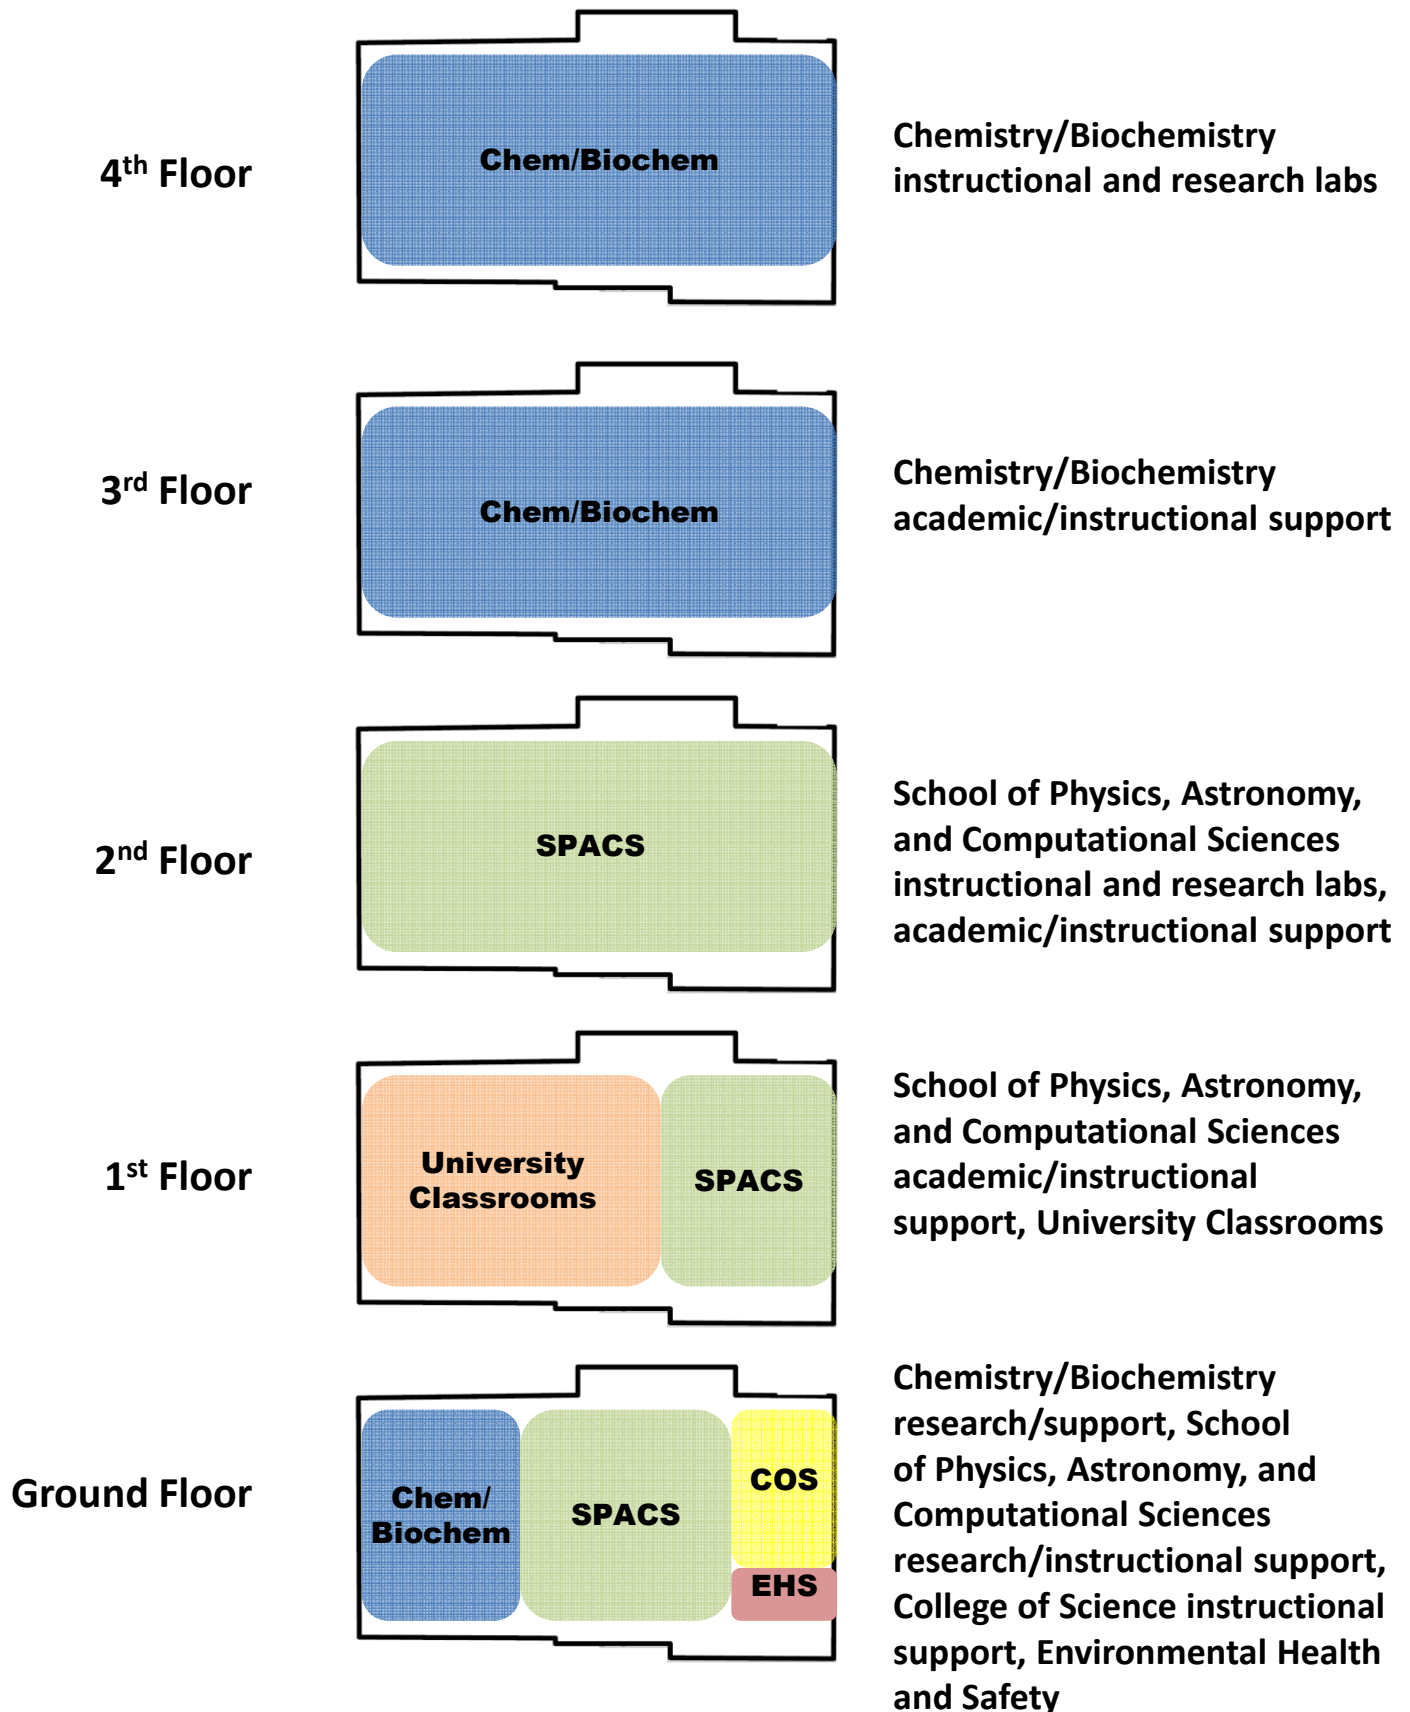 4th Floor
Chem/Biochem
Chemistry/Biochemistry
instructional and research labs
3rd Floor
Chem/Biochem
Chemistry/Biochemistry
academic/instructional support
2nd Floor
SPACS
School of Physics, Astronomy,
and Computational Sciences
instructional and research labs,
academic/instructional support
1st Floor
University
Classrooms
SPACS
School of Physics, Astronomy,
and Computational Sciences
academic/instructional
support, University Classrooms
Ground Floor
Chem/
Biochem
SPACS
COS
EHS
Chemistry/Biochemistry
research/support, School
of Physics, Astronomy, and
Computational Sciences
research/instructional support,
College of Science instructional
support, Environmental Health
and Safety